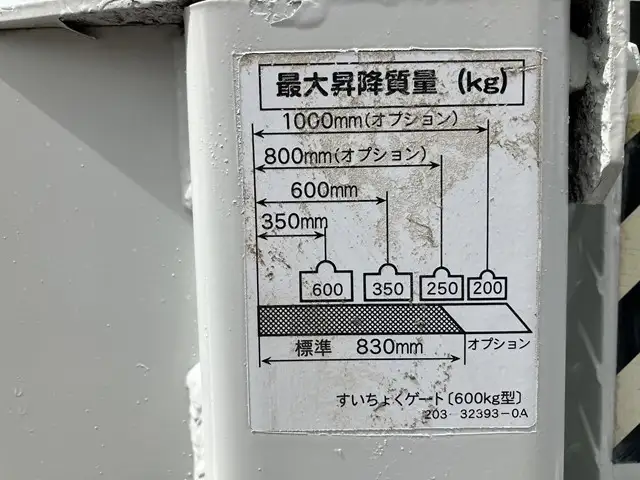 最大昇降質量 (kg)
1000mm(オプション)
800mm(オプション)
600mm
350mm
600 350 250 200
標準 830mm オプション
すいちょくゲート〔600kg型〕
203 32393-0A